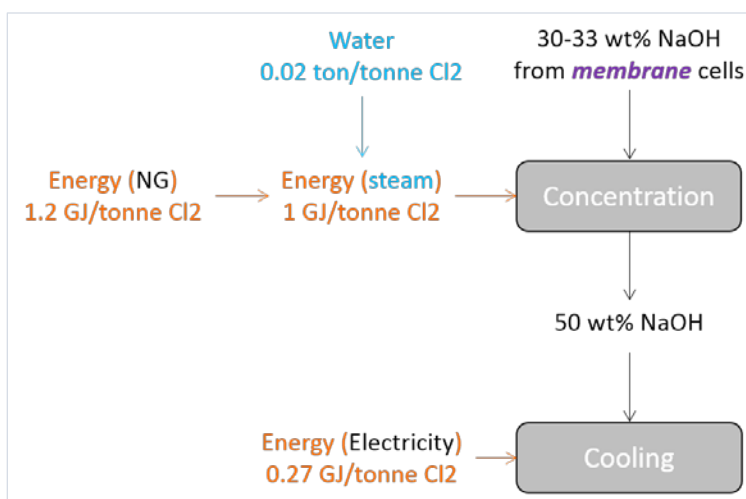 Water
0.02 ton/tonne Cl2
30-33 wt% NaOH
from membrane cells
Energy (NG)
1.2 GJ/tonne Cl2
Energy (steam)
1 GJ/tonne Cl2
Concentration
50 wt% NaOH
Energy (Electricity)
0.27 GJ/tonne Cl2
Cooling